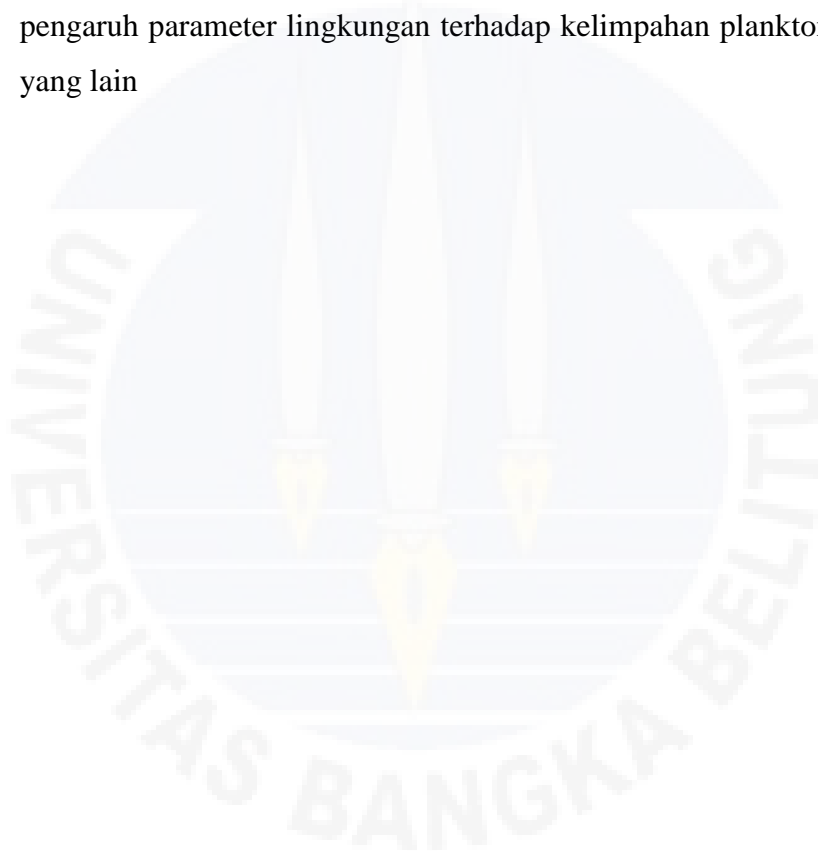 pengaruh parameter lingkungan terhadap kelimpahan plankto
yang lain
UNIVERSITAS BANGKA BELITUNG